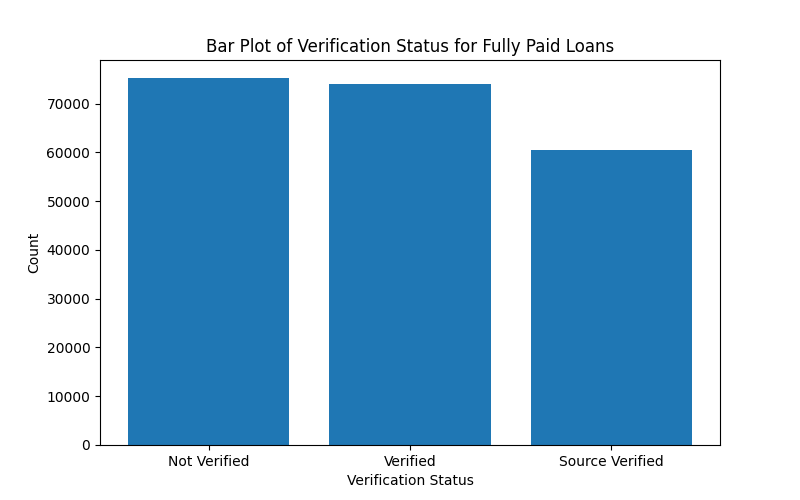 Bar Plot of Verification Status for Fully Paid Loans
Count
70000
60000
50000
40000
30000
20000
10000
0
Not Verified Verified Source Verified
Verification Status